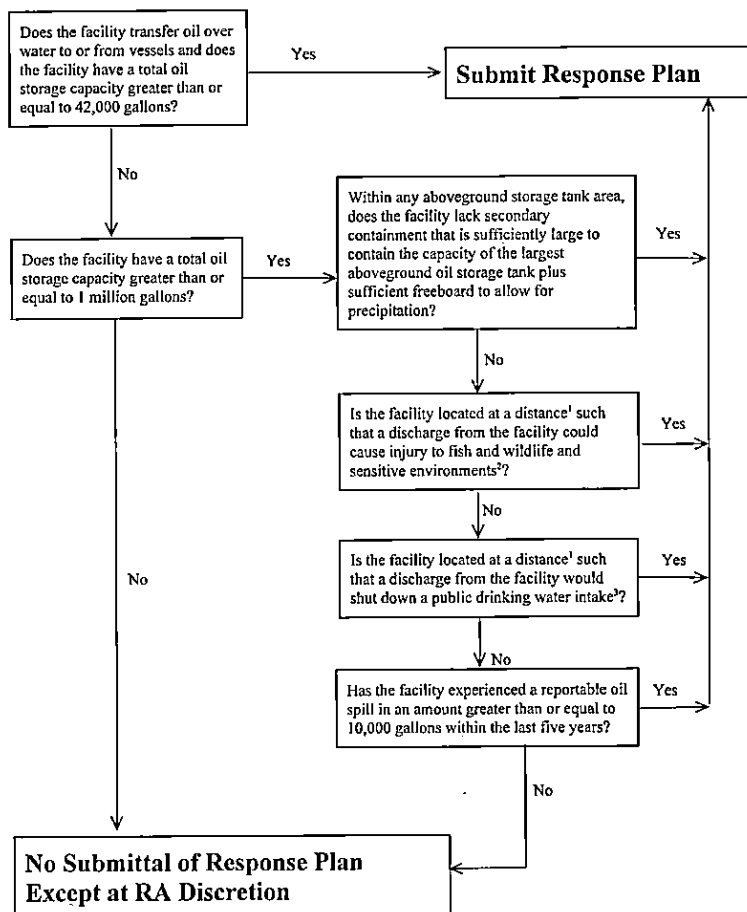 Does the facility transfer oil over
water to or from vessels and does
the facility have a total oil
storage capacity greater than or
equal to 42,000 gallons?
Yes
Submit Response Plan
No
Does the facility have a total oil
storage capacity greater than or
equal to 1 million gallons?
Yes
Within any aboveground storage tank area,
does the facility lack secondary
containment that is sufficiently large to
contain the capacity of the largest
aboveground oil storage tank plus
sufficient freeboard to allow for
precipitation?
Yes
No
Is the facility located at a distance¹ such
that a discharge from the facility could
cause injury to fish and wildlife and
sensitive environments²?
Yes
No
Is the facility located at a distance¹ such
that a discharge from the facility would
shut down a public drinking water intake³?
Yes
No
No
Has the facility experienced a reportable oil
spill in an amount greater than or equal to
10,000 gallons within the last five years?
Yes
No
No Submittal of Response Plan
Except at RA Discretion